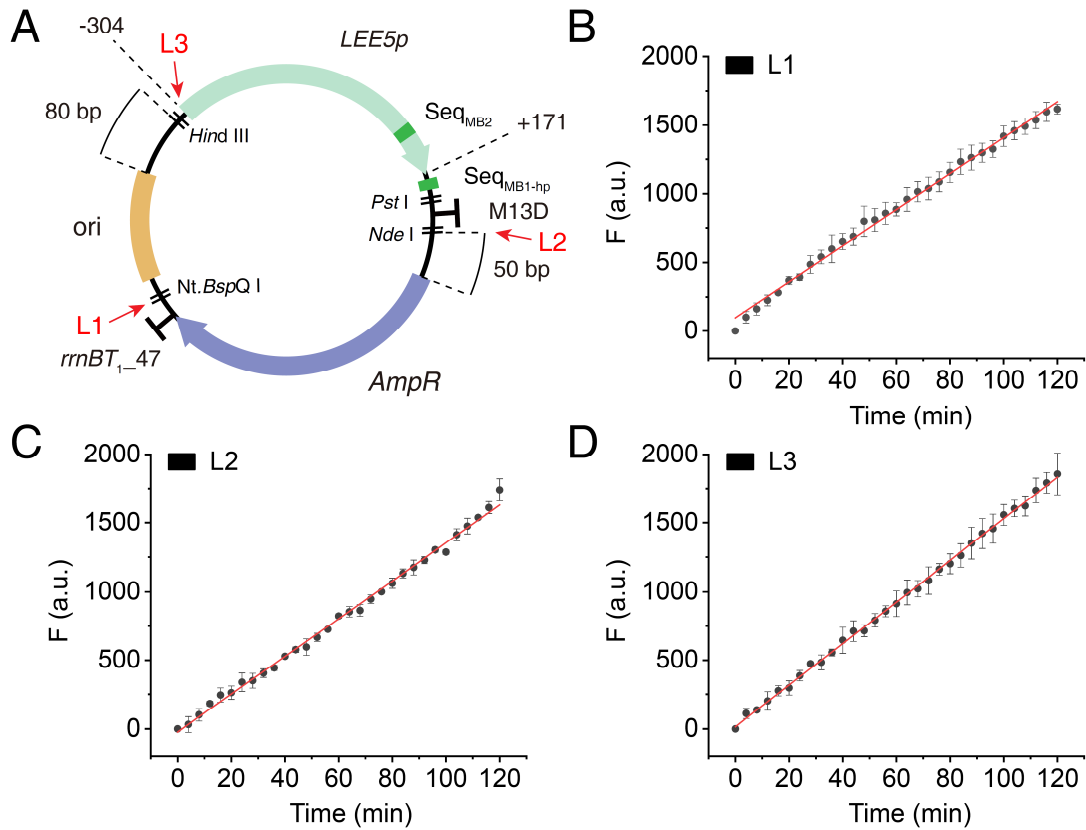 A
-304
L3
LEE5p
80 bp
Hind III
SeqMB2
+171
SeqMB1-hp
Pst I
M13D
Nde I
L2
50 bp
ori
Nt.BspQ I
L1
rrnBT1_47
AmpR
B
L1
2000
1500
1000
500
0
F (a.u.)
0 20 40 60 80 100 120
Time (min)
C
L2
2000
1500
1000
500
0
F (a.u.)
0 20 40 60 80 100 120
Time (min)
D
L3
2000
1500
1000
500
0
F (a.u.)
0 20 40 60 80 100 120
Time (min)